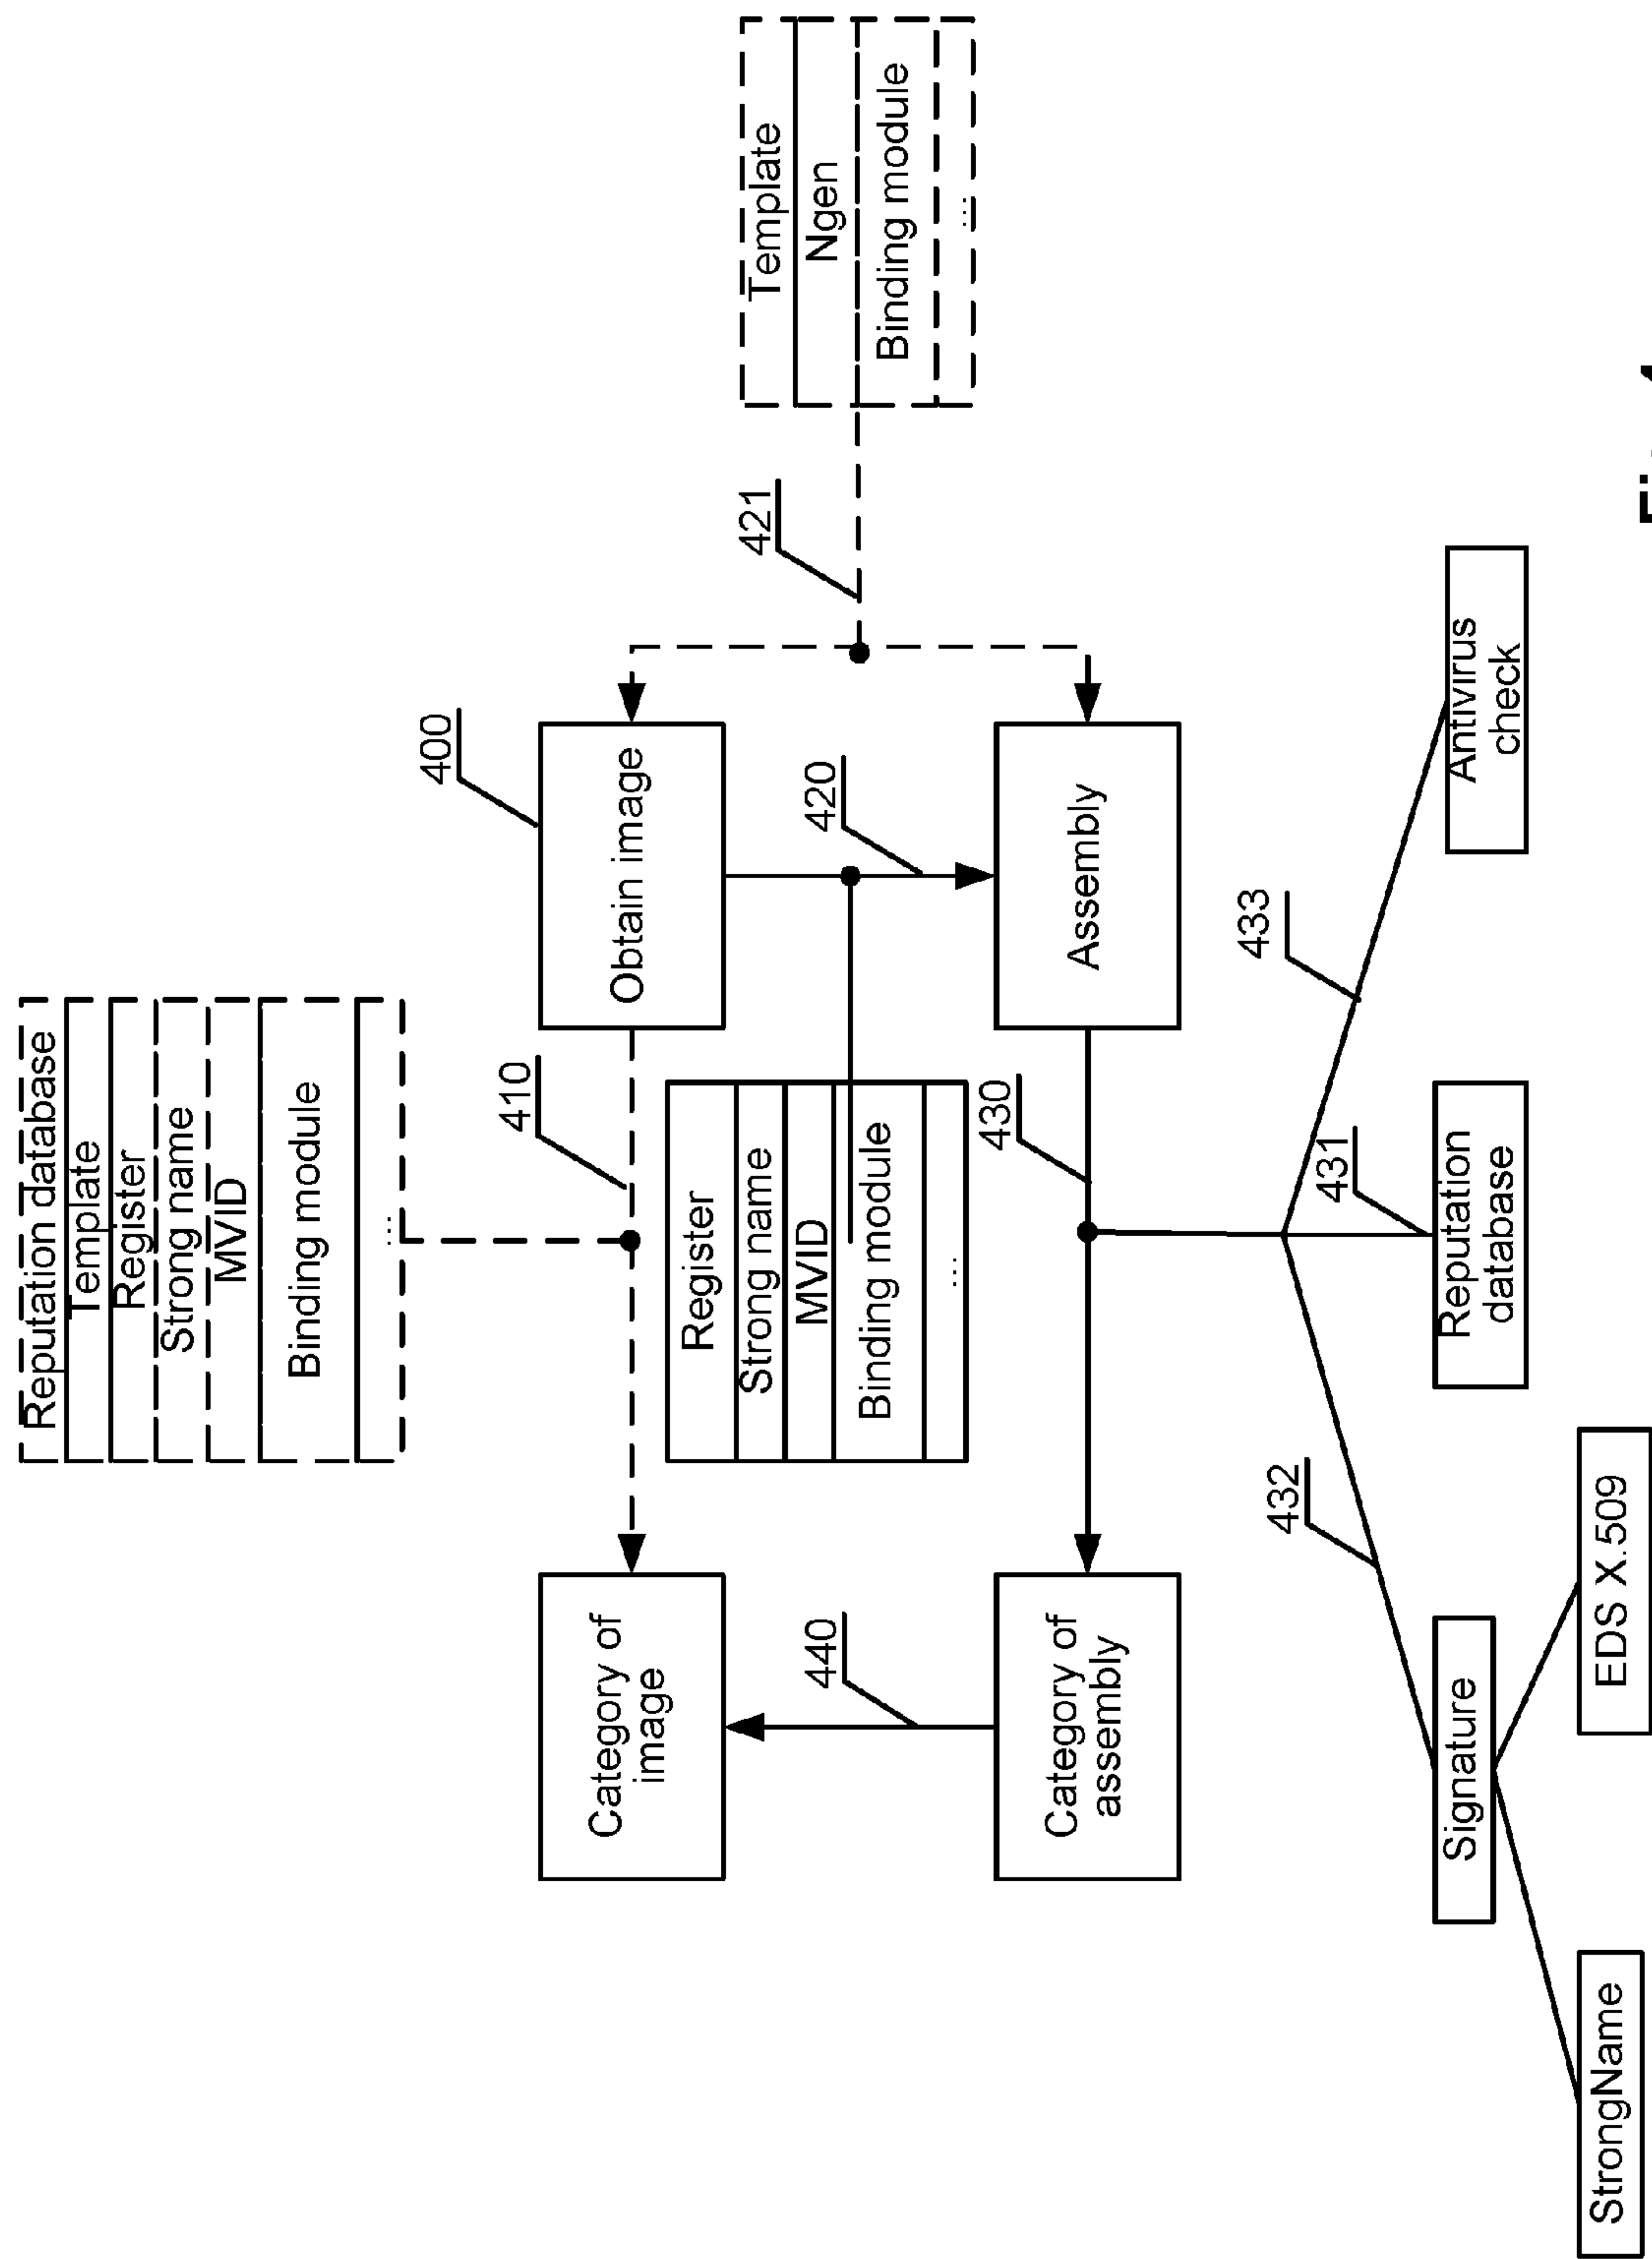 Reputation database
Template
Register
Strong name
MVID
Binding module
...
400
410
Category of
image
Obtain image
Template
Ngen
Binding module
...
421
440
Register
Strong name
MVID
Binding module
...
420
430
Category of
assembly
Assembly
432
431
433
Signature
Reputation
database
Antivirus
check
StrongName
EDS X.509